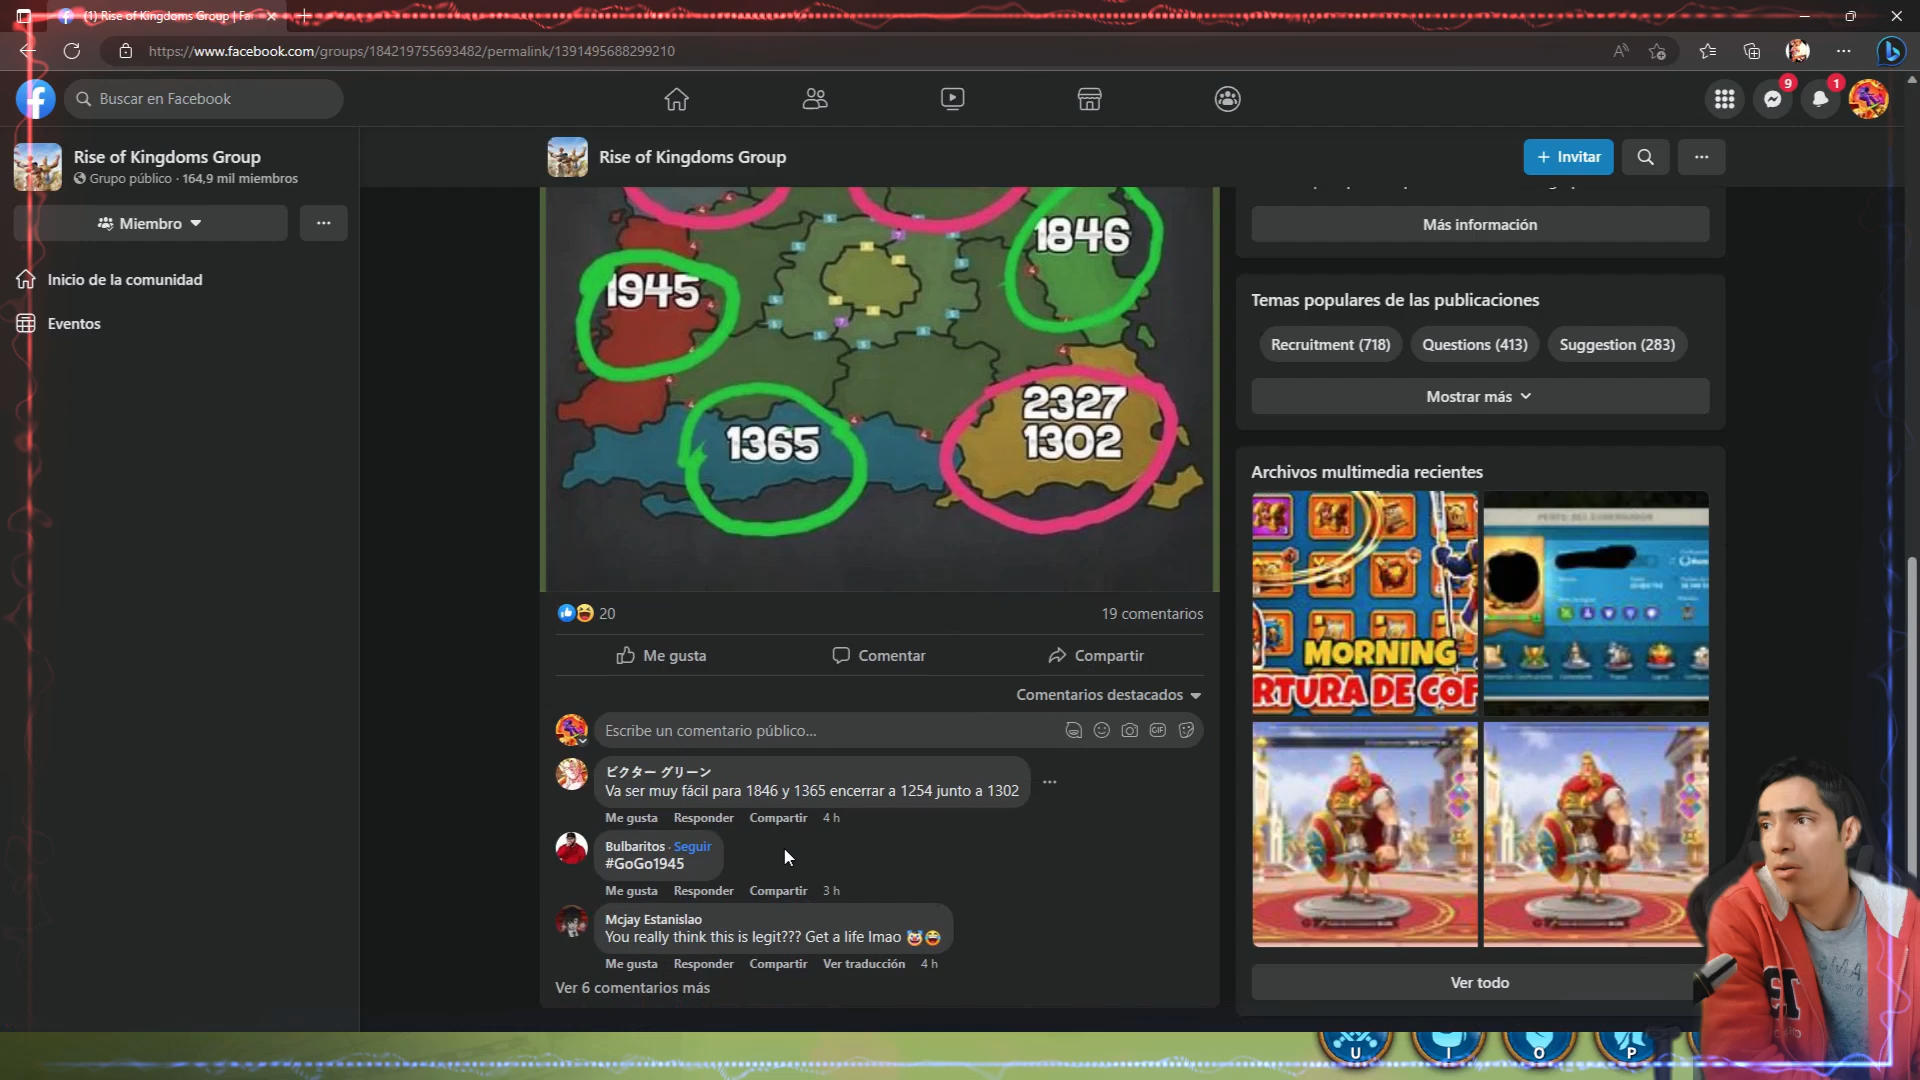 (1) Rise of Kingdoms Group | Fa
https://www.facebook.com/groups/184219755693482/permalink/1391495688299210
Buscar en Facebook
9
1
Rise of Kingdoms Group
Grupo público · 164,9 mil miembros
Miembro
Inicio de la comunidad
Eventos
Rise of Kingdoms Group
+ Invitar
1846
1945
2327
1302
1365
20
19 comentarios
Me gusta
Comentar
Compartir
Comentarios destacados
Escribe un comentario público...
GIF
ビクター グリーン
Va ser muy fácil para 1846 y 1365 encerrar a 1254 junto a 1302
Me gusta Responder Compartir 4 h
Bulbaritos · Seguir
#GoGo1945
Me gusta Responder Compartir 3 h
Mcjay Estanislao
You really think this is legit??? Get a life lmao 🤡😂
Me gusta Responder Compartir Ver traducción 4 h
Ver 6 comentarios más
Más información
Temas populares de las publicaciones
Recruitment (718)
Questions (413)
Suggestion (283)
Mostrar más
Archivos multimedia recientes
MORNING
RTURA DE COF
Ver todo
U
I
O
P